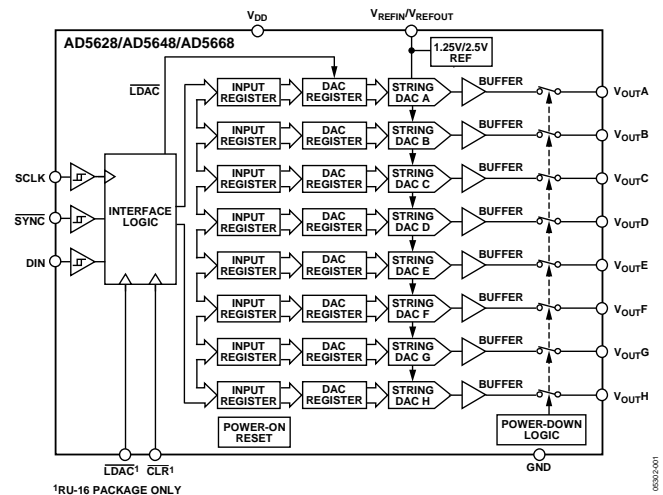 VDD
VREFIN/VREFOUT
AD5628/AD5648/AD5668
1.25V/2.5V
REF
LDAC
INPUT
REGISTER
DAC
REGISTER
STRING
DAC A
BUFFER
VOUTA
INPUT
REGISTER
DAC
REGISTER
STRING
DAC B
BUFFER
VOUTB
INPUT
REGISTER
DAC
REGISTER
STRING
DAC C
BUFFER
VOUTC
SCLK
INTERFACE
LOGIC
SYNC
INPUT
REGISTER
DAC
REGISTER
STRING
DAC D
BUFFER
VOUTD
DIN
INPUT
REGISTER
DAC
REGISTER
STRING
DAC E
BUFFER
VOUTE
INPUT
REGISTER
DAC
REGISTER
STRING
DAC F
BUFFER
VOUTF
INPUT
REGISTER
DAC
REGISTER
STRING
DAC G
BUFFER
VOUTG
INPUT
REGISTER
DAC
REGISTER
STRING
DAC H
BUFFER
VOUTH
POWER-ON
RESET
POWER-DOWN
LOGIC
LDAC1
CLR1
GND
1RU-16 PACKAGE ONLY
05302-001